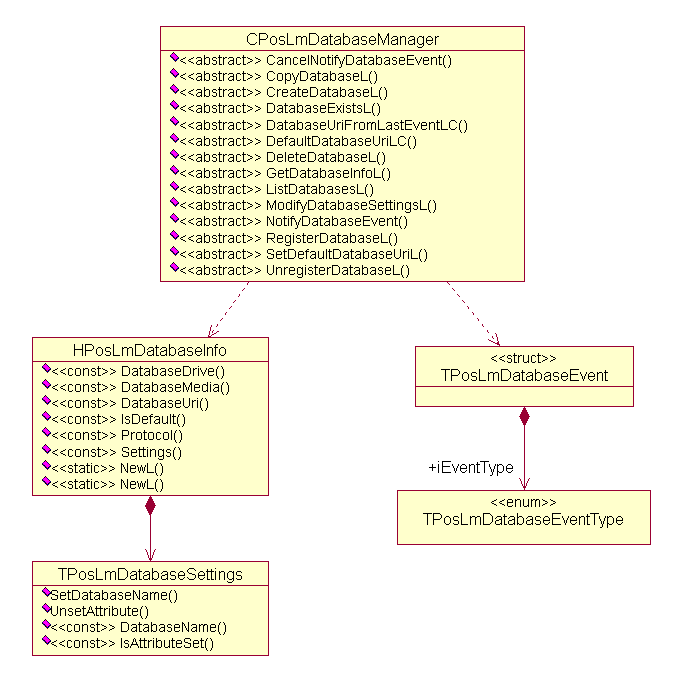 CPosLmDatabaseManager
<<abstract>> CancelNotifyDatabaseEvent()
<<abstract>> CopyDatabaseL()
<<abstract>> CreateDatabaseL()
<<abstract>> DatabaseExistsL()
<<abstract>> DatabaseUriFromLastEventLC()
<<abstract>> DefaultDatabaseUriLC()
<<abstract>> DeleteDatabaseL()
<<abstract>> GetDatabaseInfoL()
<<abstract>> ListDatabasesL()
<<abstract>> ModifyDatabaseSettingsL()
<<abstract>> NotifyDatabaseEvent()
<<abstract>> RegisterDatabaseL()
<<abstract>> SetDefaultDatabaseUriL()
<<abstract>> UnregisterDatabaseL()
HPosLmDatabaseInfo
<<const>> DatabaseDrive()
<<const>> DatabaseMedia()
<<const>> DatabaseUri()
<<const>> IsDefault()
<<const>> Protocol()
<<const>> Settings()
<<static>> NewL()
<<static>> NewL()
<<struct>>
TPosLmDatabaseEvent
+iEventType
<<enum>>
TPosLmDatabaseEventType
TPosLmDatabaseSettings
SetDatabaseName()
UnsetAttribute()
<<const>> DatabaseName()
<<const>> IsAttributeSet()